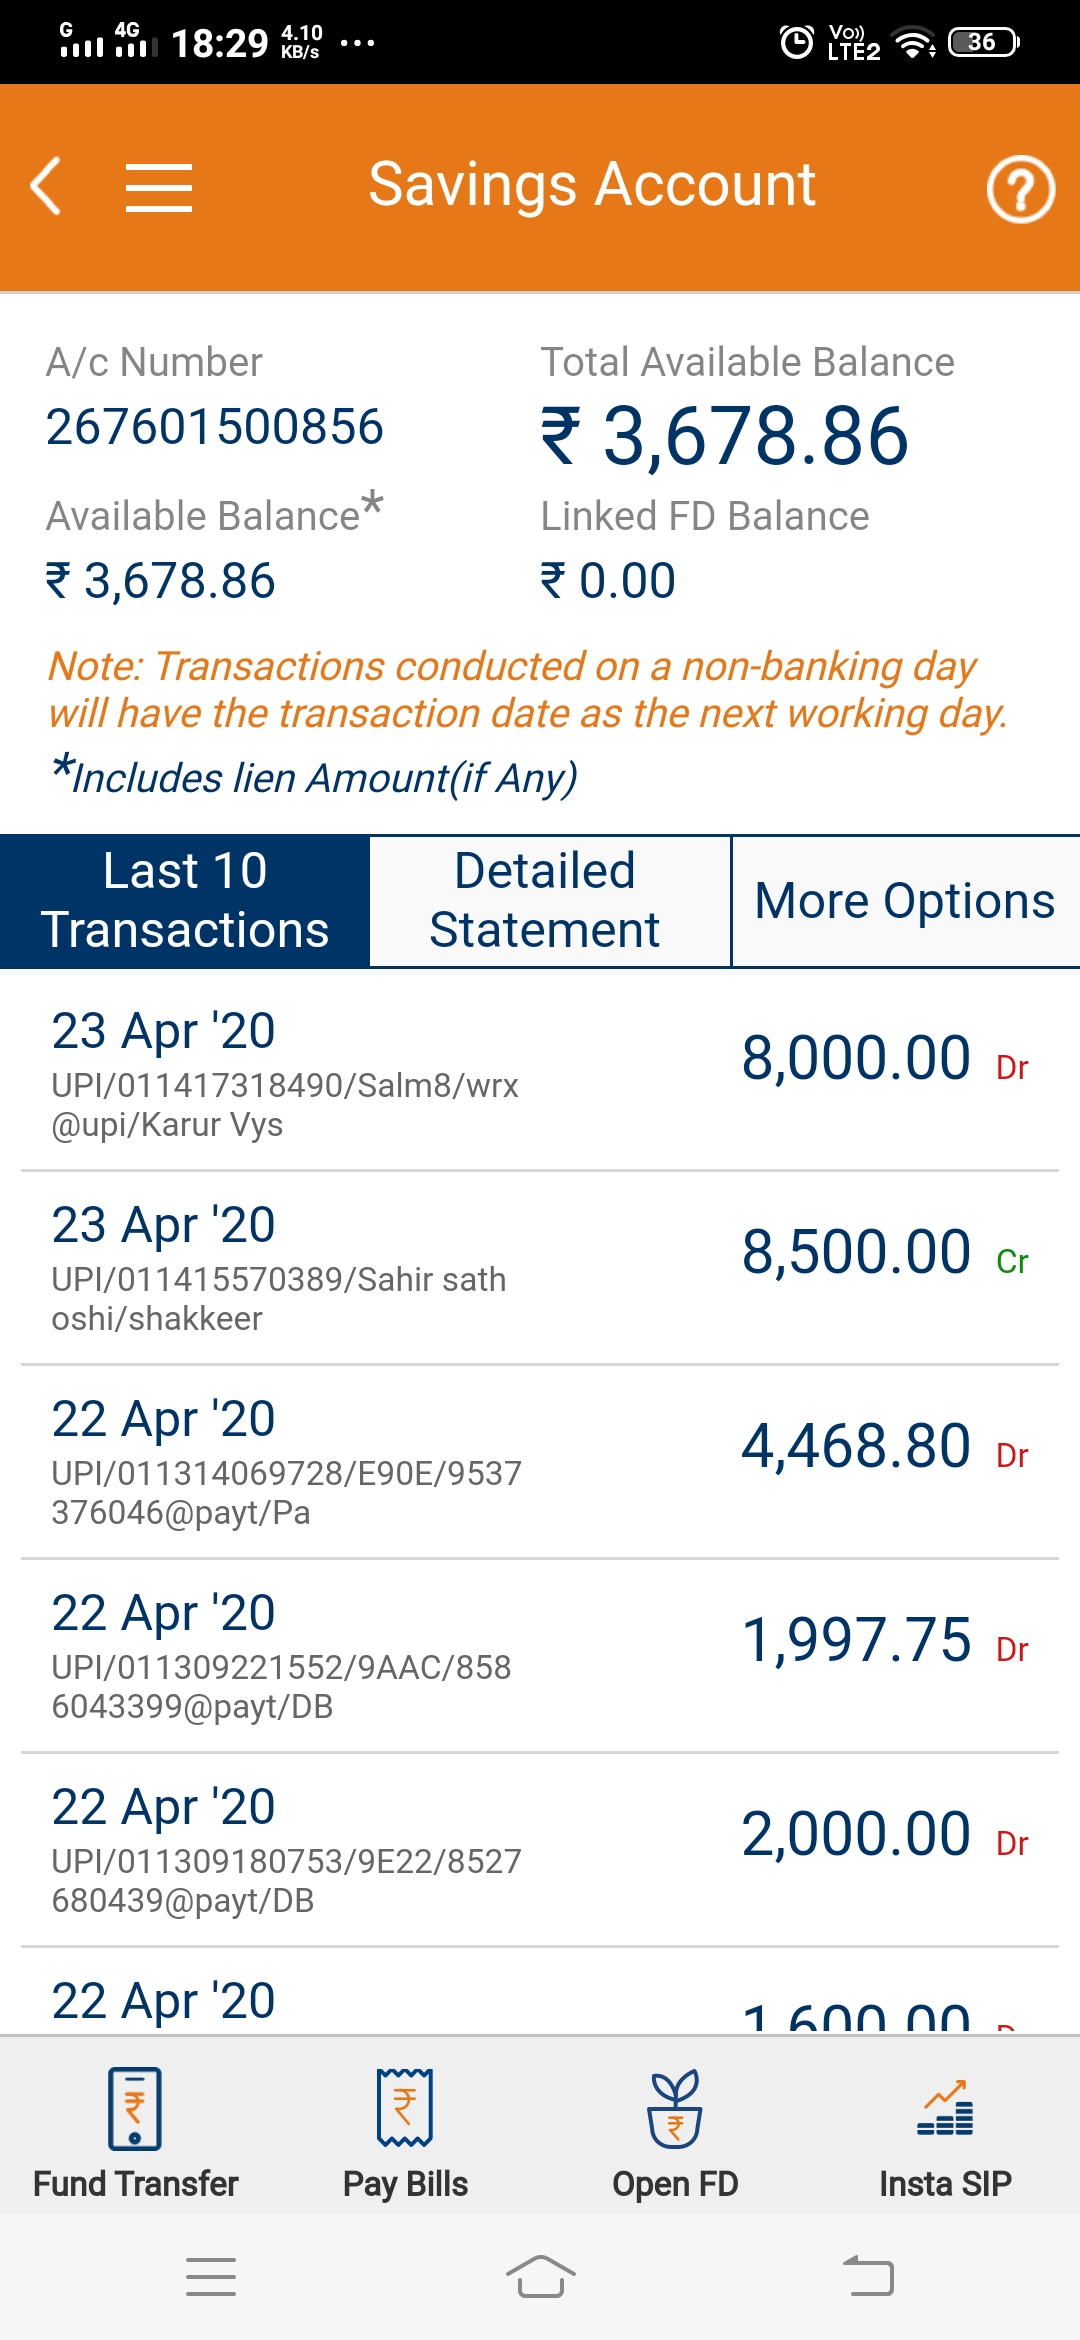 G 4G 18:29 4.10 KB/s ... Vo)) LTE2 36
Savings Account
A/c Number Total Available Balance
267601500856 ₹ 3,678.86
Available Balance* Linked FD Balance
₹ 3,678.86 ₹ 0.00
Note: Transactions conducted on a non-banking day
will have the transaction date as the next working day.
*Includes lien Amount(if Any)
Last 10 Transactions
Detailed Statement
More Options
23 Apr '20
8,000.00 Dr
UPI/011417318490/Salm8/wrx
@upi/Karur Vys
23 Apr '20
8,500.00 Cr
UPI/011415570389/Sahir sath
oshi/shakkeer
22 Apr '20
4,468.80 Dr
UPI/011314069728/E90E/9537
376046@payt/Pa
22 Apr '20
1,997.75 Dr
UPI/011309221552/9AAC/858
6043399@payt/DB
22 Apr '20
2,000.00 Dr
UPI/011309180753/9E22/8527
680439@payt/DB
22 Apr '20
1,600.00 Dr
Fund Transfer Pay Bills Open FD Insta SIP